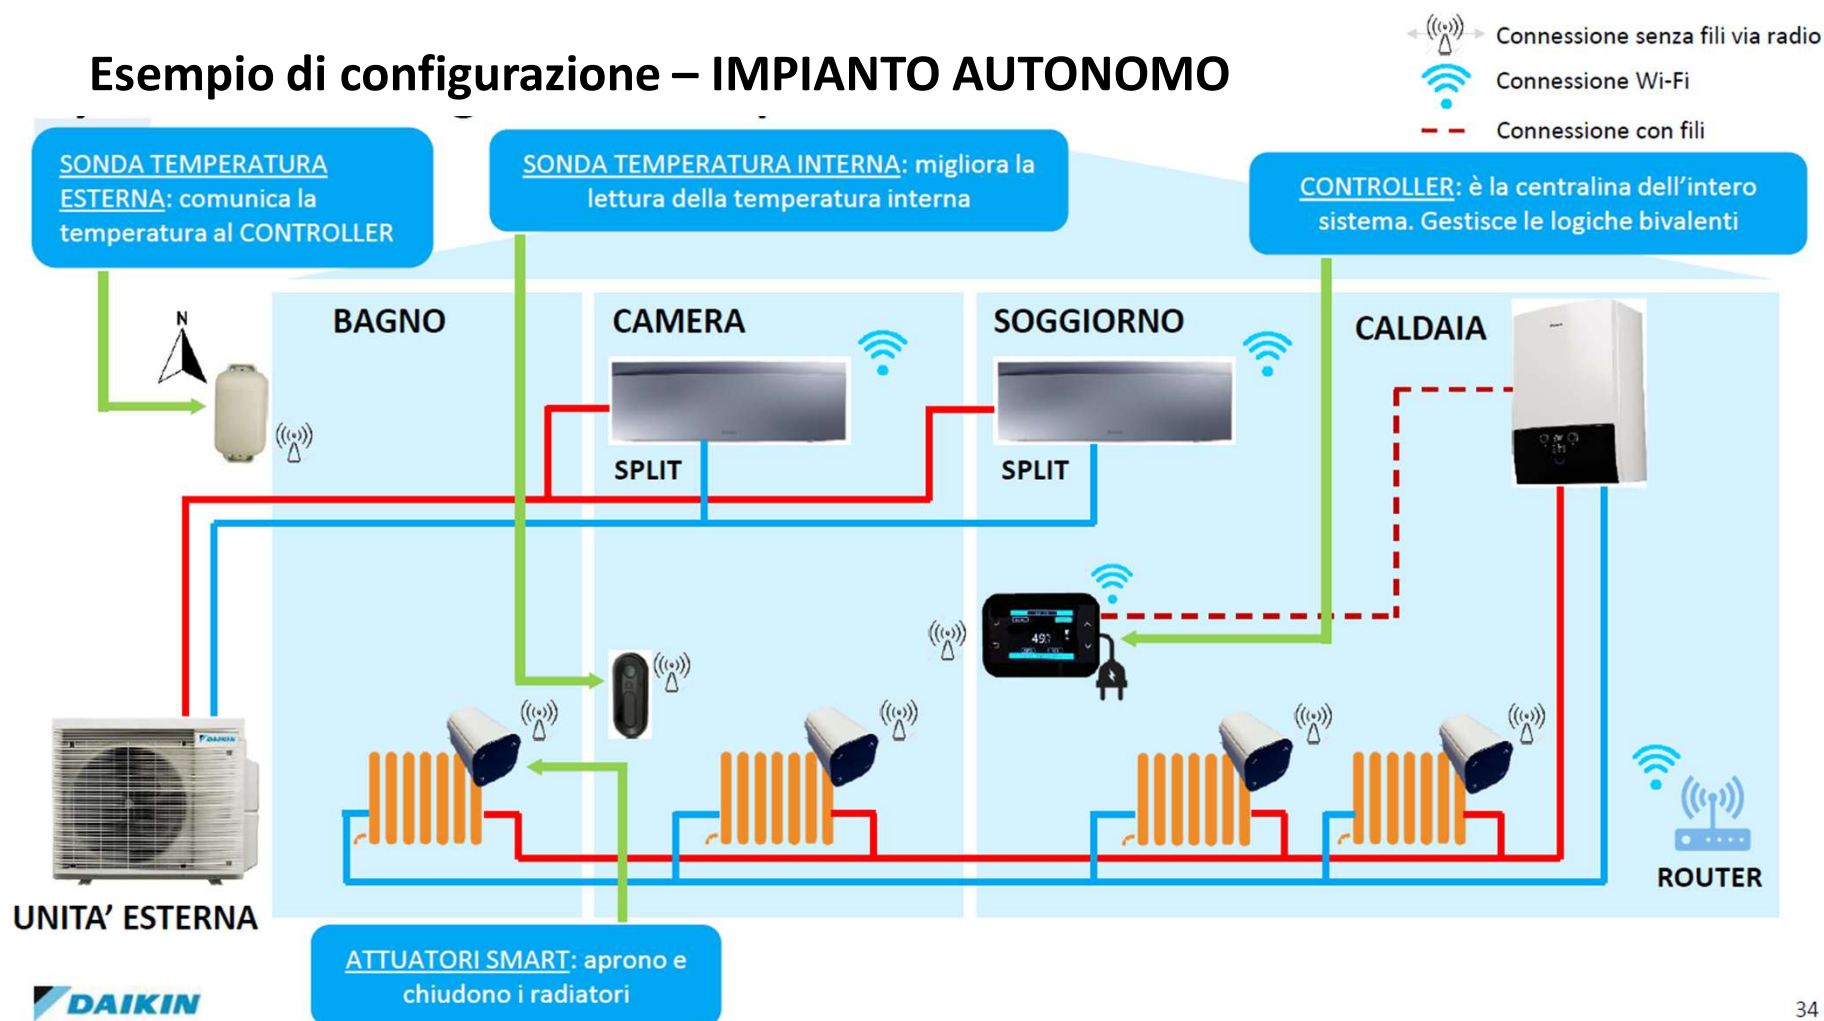 Connessione senza fili via radio
Esempio di configurazione – IMPIANTO AUTONOMO
Connessione Wi-Fi
Connessione con fili
SONDA TEMPERATURA
ESTERNA: comunica la
temperatura al CONTROLLER
SONDA TEMPERATURA INTERNA: migliora la
lettura della temperatura interna
CONTROLLER: è la centralina dell'intero
sistema. Gestisce le logiche bivalenti
N
BAGNO
CAMERA
SOGGIORNO
CALDAIA
SPLIT
SPLIT
DAIKIN
ROUTER
UNITA' ESTERNA
ATTUATORI SMART: aprono e
chiudono i radiatori
DAIKIN
34